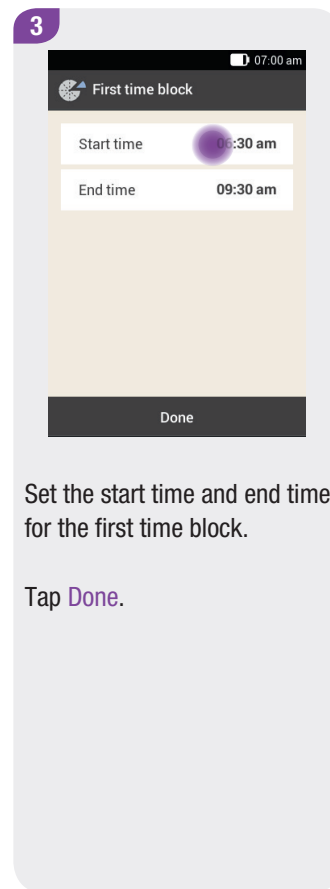 3
07:00 am
First time block
Start time 06:30 am
End time 09:30 am
Done
Set the start time and end time
for the first time block.
Tap Done.